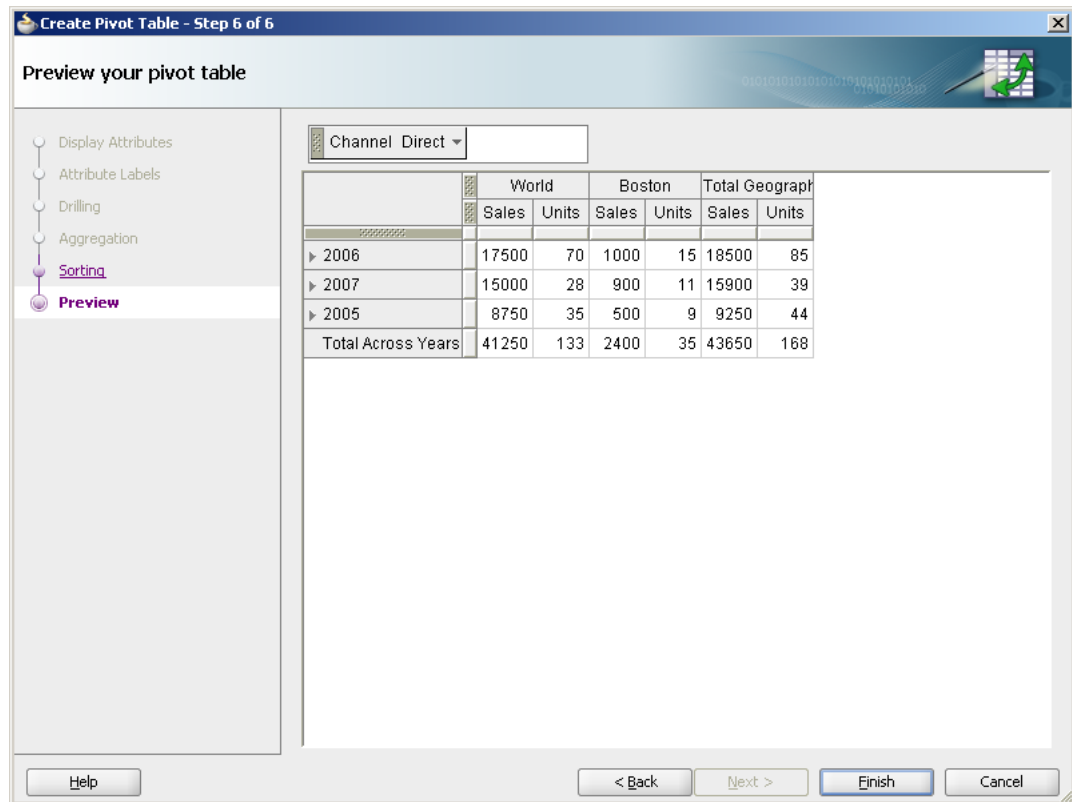 Create Pivot Table - Step 6 of 6
Preview your pivot table
Display Attributes
Attribute Labels
Drilling
Aggregation
Sorting
Preview
Channel Direct
World Boston Total Geograph
Sales Units Sales Units Sales Units
2006 17500 70 1000 15 18500 85
2007 15000 28 900 11 15900 39
2005 8750 35 500 9 9250 44
Total Across Years 41250 133 2400 35 43650 168
Help < Back Next > Finish Cancel